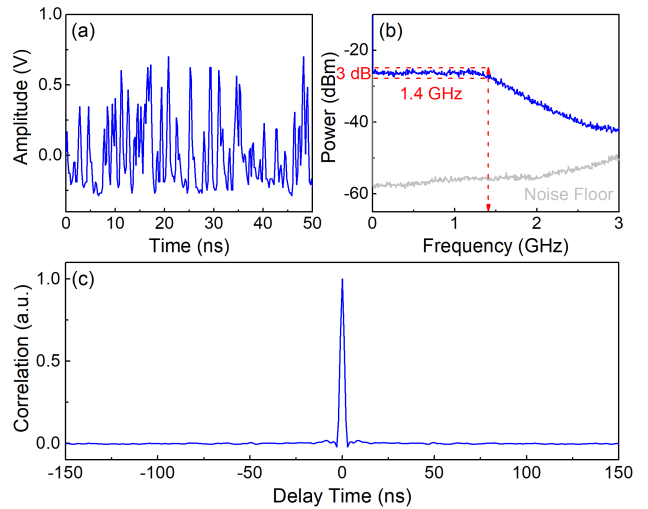 (a)
Amplitude (V)
1.0
0.5
0.0
0
10
20
30
40
50
Time (ns)
(b)
Power (dBm)
-20
-40
-60
3 dB
1.4 GHz
Noise Floor
0
1
2
3
Frequency (GHz)
(c)
Correlation (a.u.)
1.0
0.5
0.0
-150
-100
-50
0
50
100
150
Delay Time (ns)